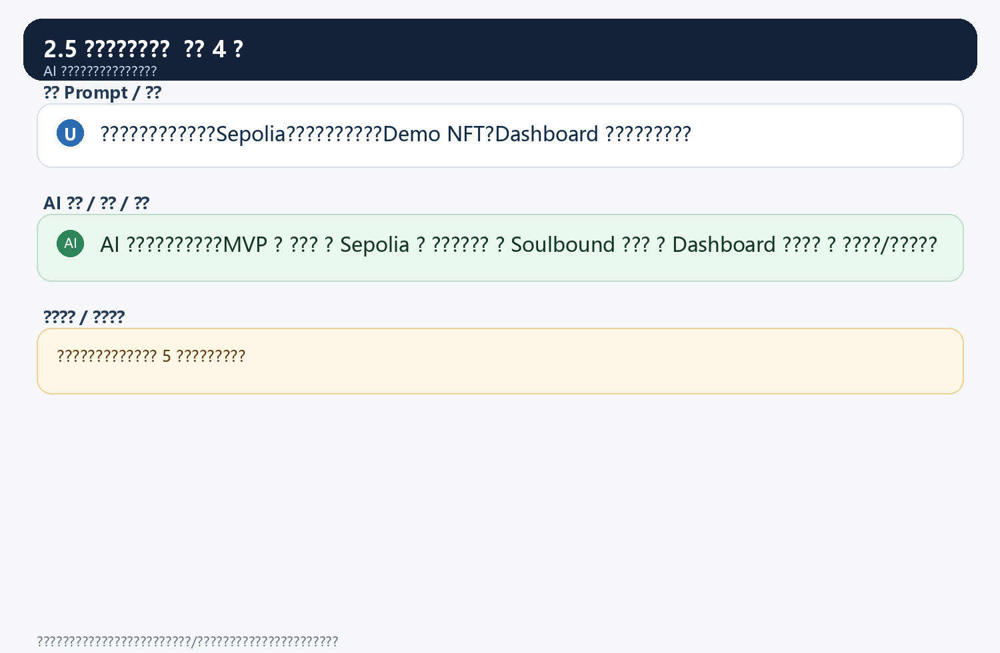 2.5 ????????  ?? 4 ?
AI ???????????????
?? Prompt / ??
U
????????????Sepolia??????????Demo NFT?Dashboard ?????????
AI ?? / ?? / ??
AI
AI ??????????MVP ? ??? ? Sepolia ? ?????? ? Soulbound ??? ? Dashboard ???? ? ????/?????
???? / ????
????????????? 5 ?????????
????????????????????????/??????????????????????